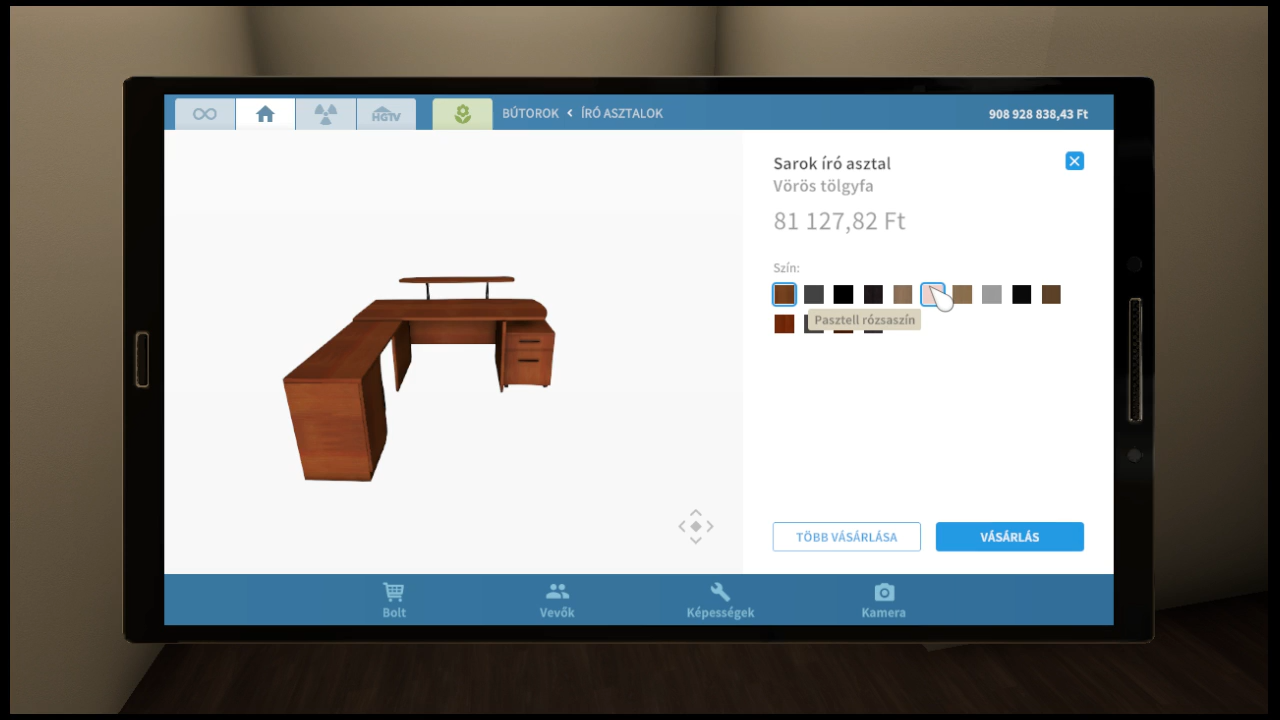 HGTV
BÚTOROK < ÍRÓ ASZTALOK
908 928 838,43 Ft
Sarok író asztal
Vörös tölgyfa
81 127,82 Ft
Szín:
Pasztell rózsaszín
TÖBB VÁSÁRLÁSA
VÁSÁRLÁS
Bolt
Vevők
Képességek
Kamera